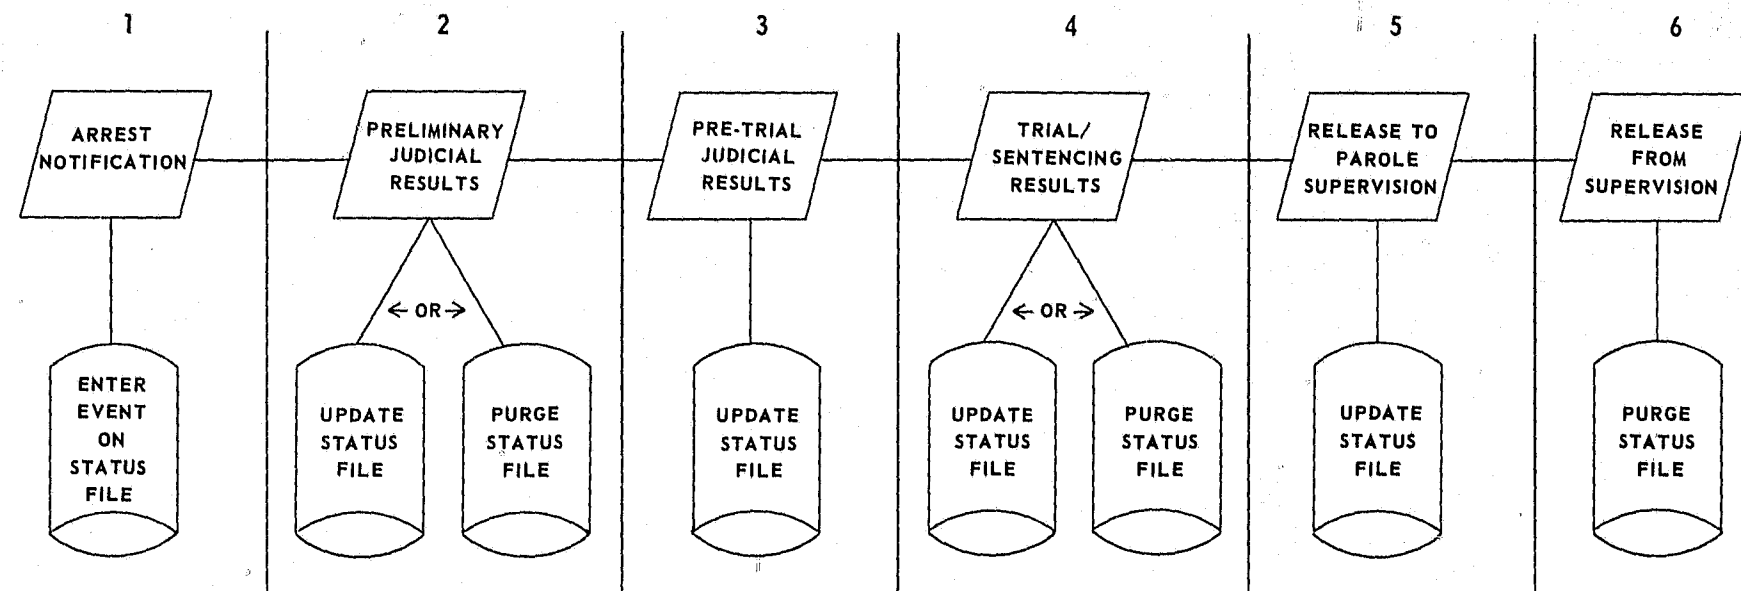 1
2
3
4
5
6
ARREST
NOTIFICATION
PRELIMINARY
JUDICIAL
RESULTS
PRE-TRIAL
JUDICIAL
RESULTS
TRIAL/
SENTENCING
RESULTS
RELEASE TO
PAROLE
SUPERVISION
RELEASE
FROM
SUPERVISION
← OR →
← OR →
ENTER
EVENT
ON
STATUS
FILE
UPDATE
STATUS
FILE
PURGE
STATUS
FILE
UPDATE
STATUS
FILE
UPDATE
STATUS
FILE
PURGE
STATUS
FILE
UPDATE
STATUS
FILE
PURGE
STATUS
FILE